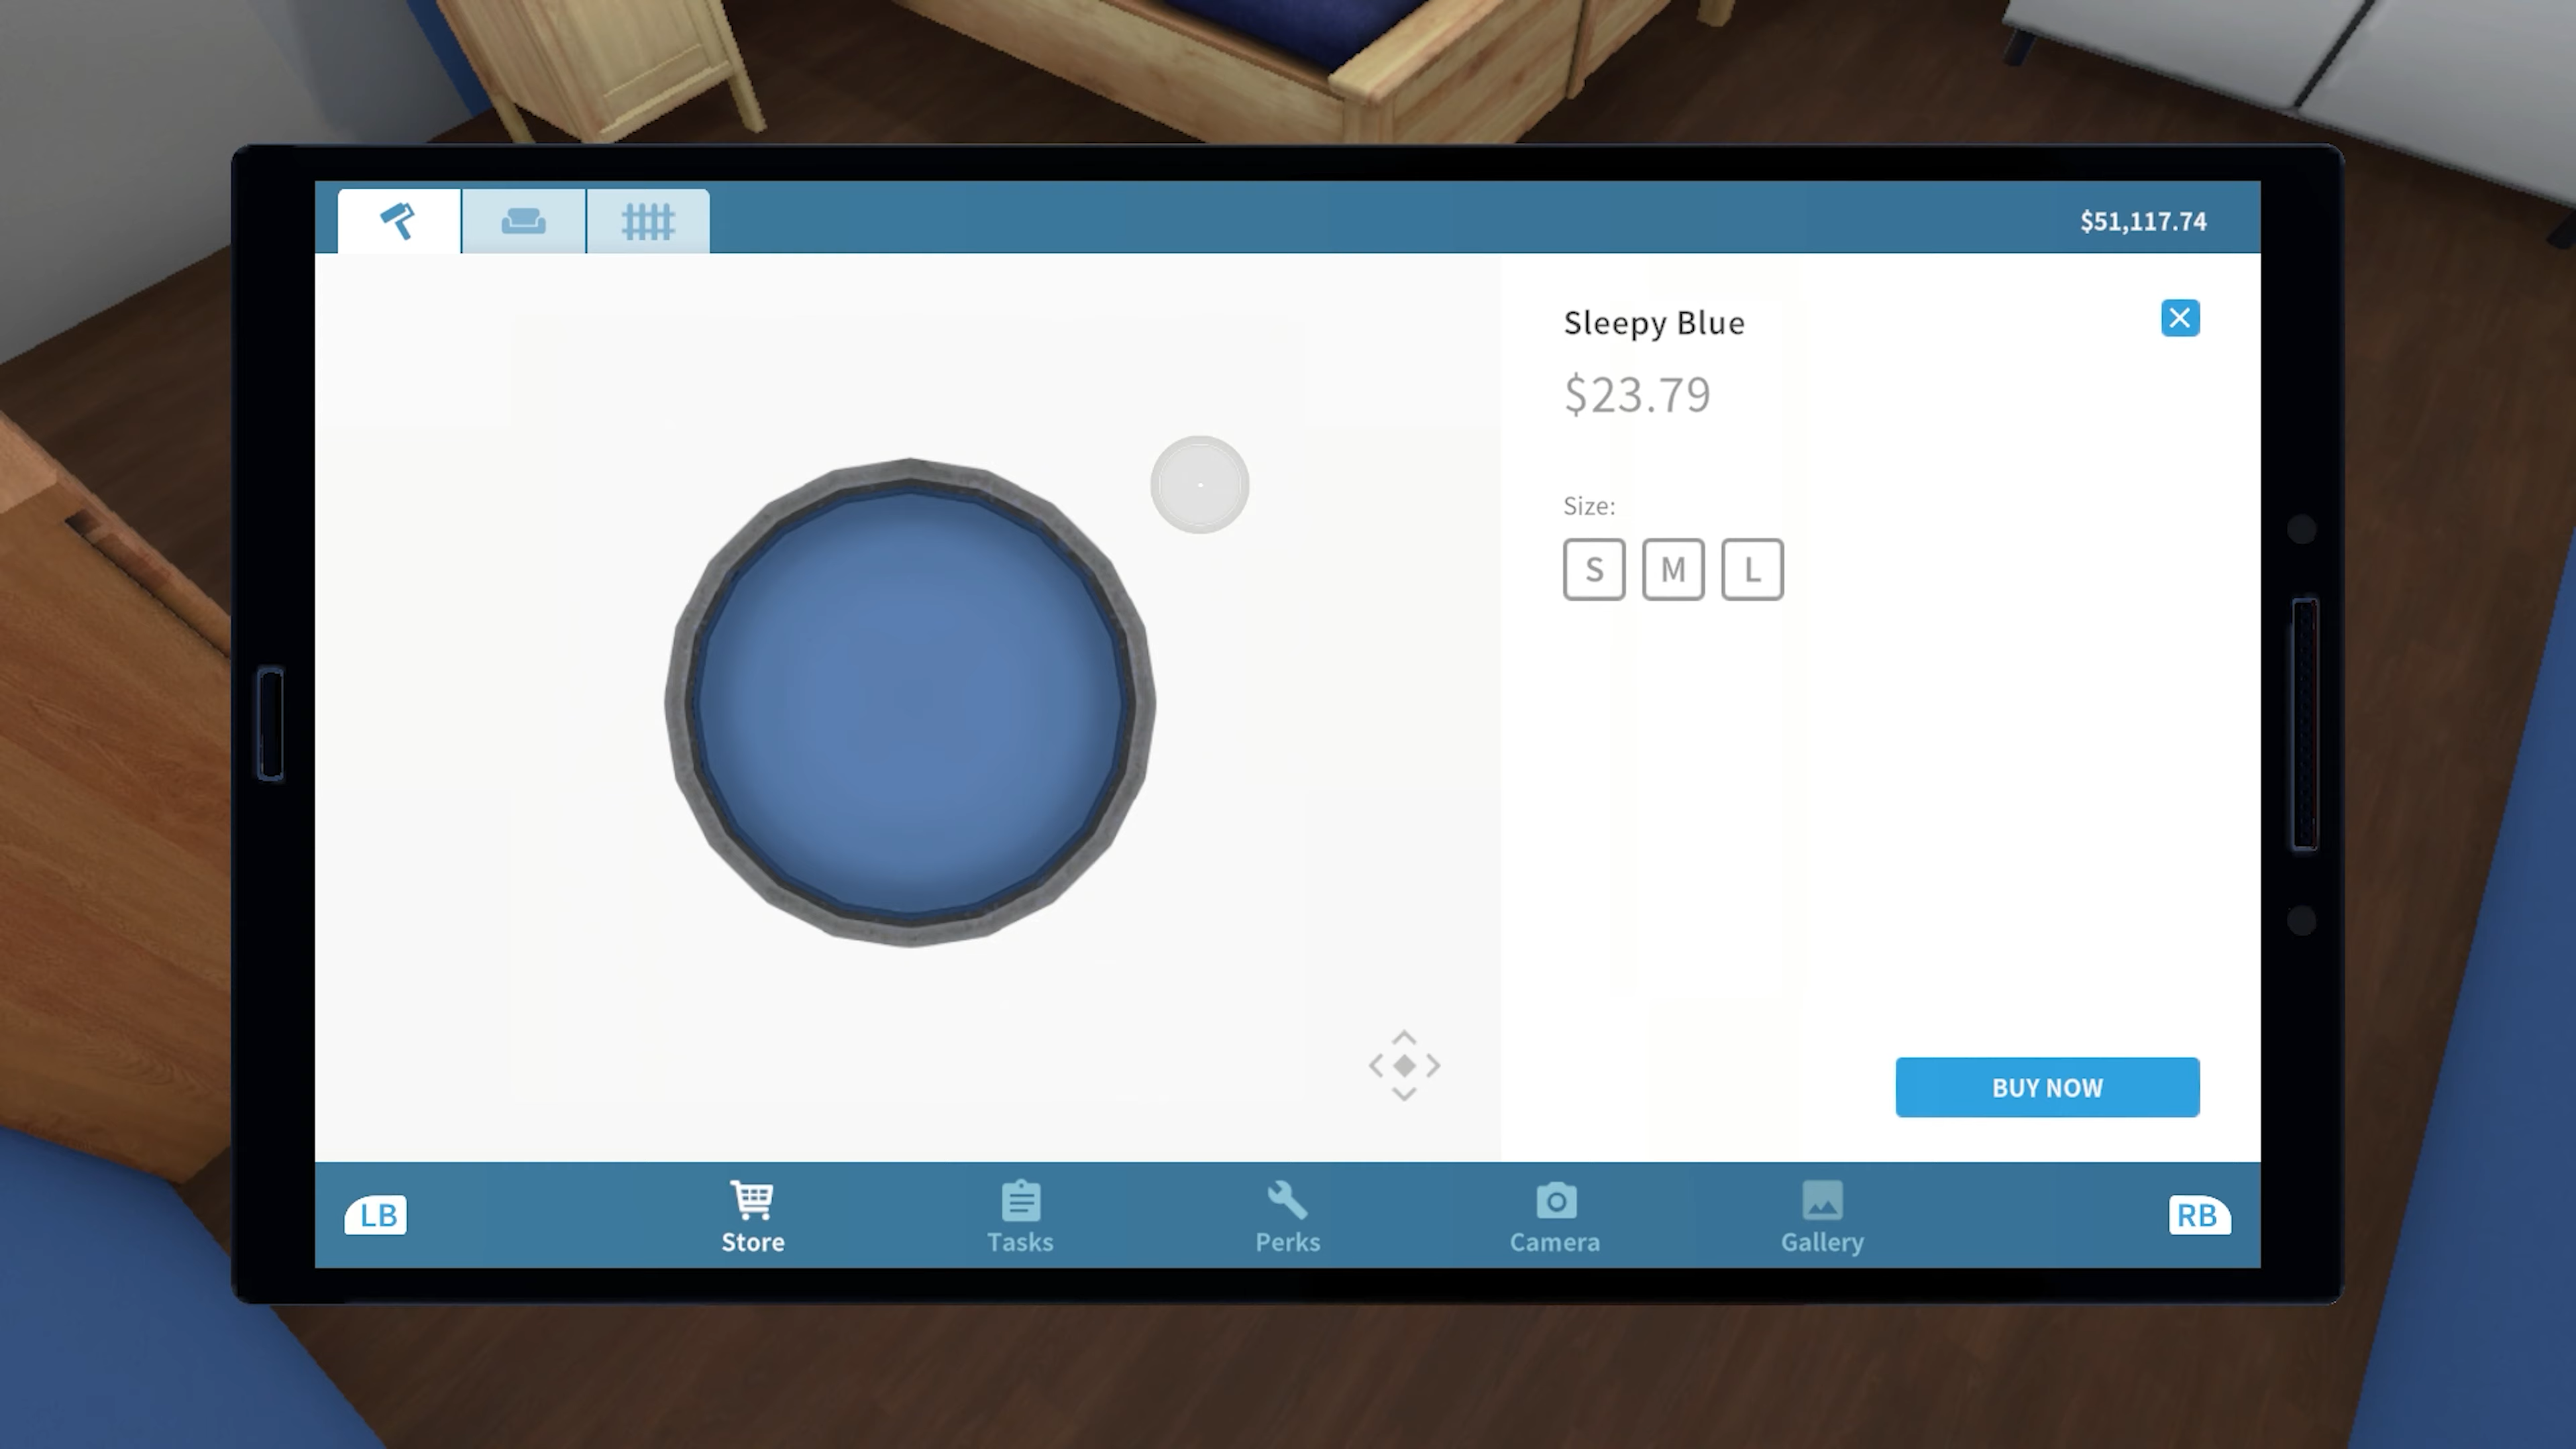 $51,117.74
Sleepy Blue
$23.79
Size:
S M L
BUY NOW
LB
Store
Tasks
Perks
Camera
Gallery
RB